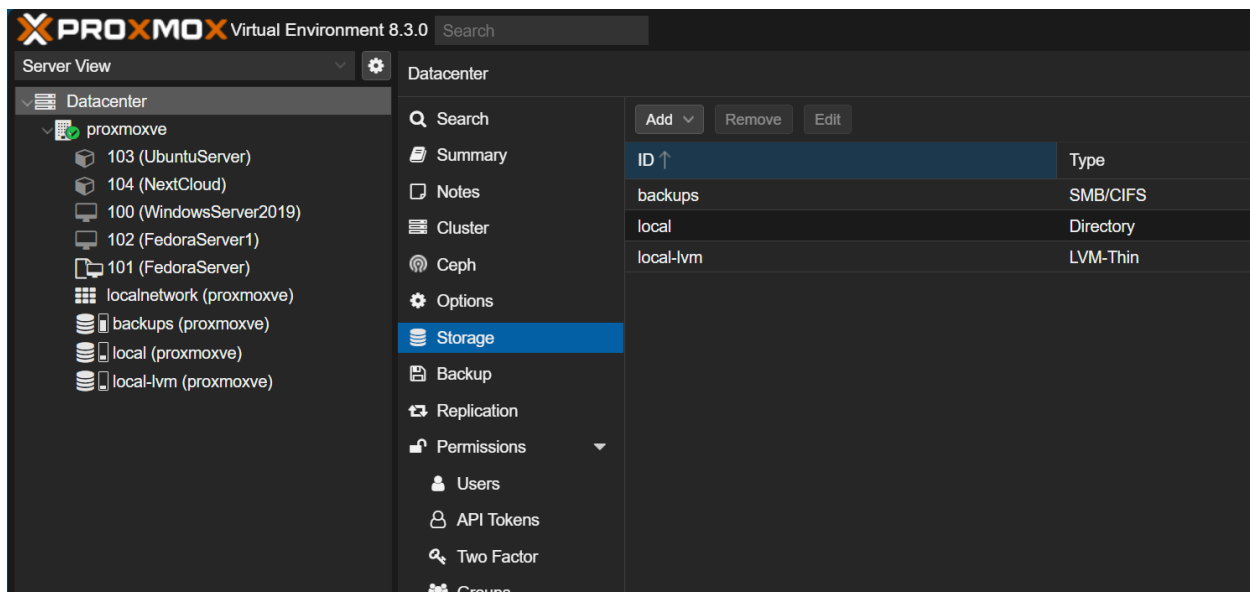 PROXMOX Virtual Environment 8.3.0 Search
Server View
Datacenter
proxmoxve
103 (UbuntuServer)
104 (NextCloud)
100 (WindowsServer2019)
102 (FedoraServer1)
101 (FedoraServer)
localnetwork (proxmoxve)
backups (proxmoxve)
local (proxmoxve)
local-lvm (proxmoxve)
Datacenter
Search
Summary
Notes
Cluster
Ceph
Options
Storage
Backup
Replication
Permissions
Users
API Tokens
Two Factor
Groups
Add Remove Edit
ID Type
backups SMB/CIFS
local Directory
local-lvm LVM-Thin